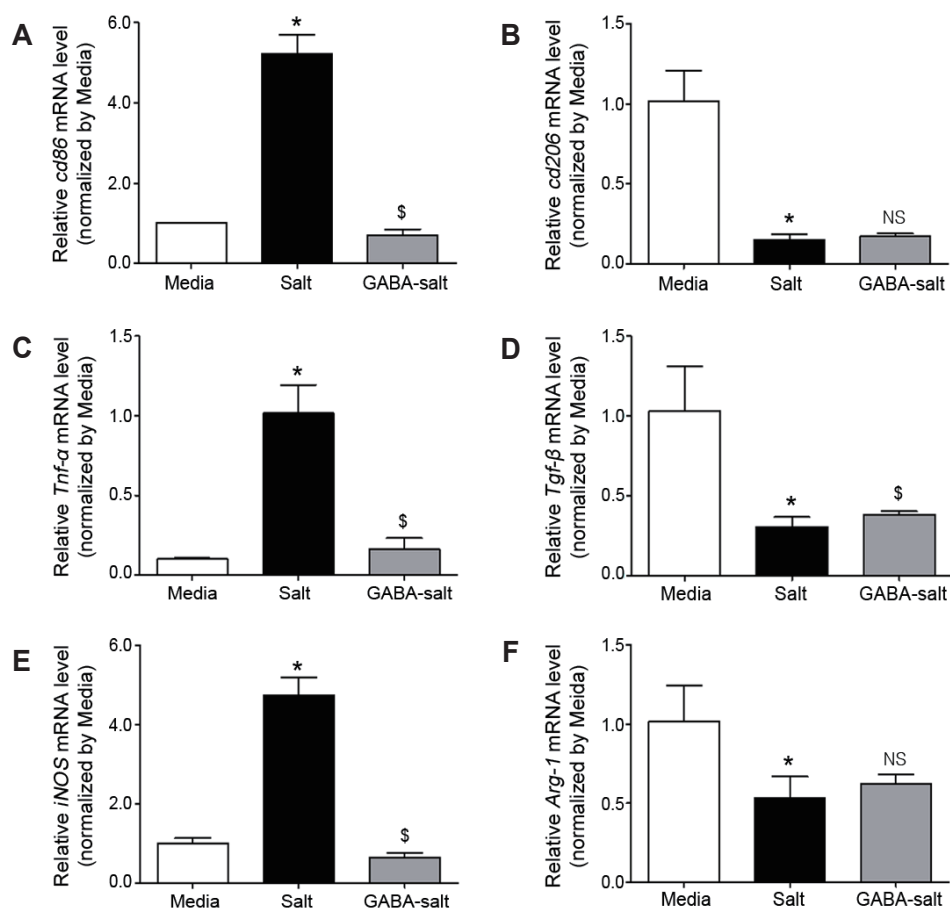 A
Relative cd86 mRNA level
(normalized by Media)
6.0
4.0
2.0
0.0
*
$
Media Salt GABA-salt
B
Relative cd206 mRNA level
(normalized by Media)
1.5
1.0
0.5
0.0
*
NS
Media Salt GABA-salt
C
Relative Tnf-α mRNA level
(normalized by Media)
1.5
1.0
0.5
0.0
*
$
Media Salt GABA-salt
D
Relative Tgf-β mRNA level
(normalized by Media)
1.5
1.0
0.5
0.0
*
$
Media Salt GABA-salt
E
Relative iNOS mRNA level
(normalized by Media)
6.0
4.0
2.0
0.0
*
$
Media Salt GABA-salt
F
Relative Arg-1 mRNA level
(normalized by Meida)
1.5
1.0
0.5
0.0
*
NS
Media Salt GABA-salt